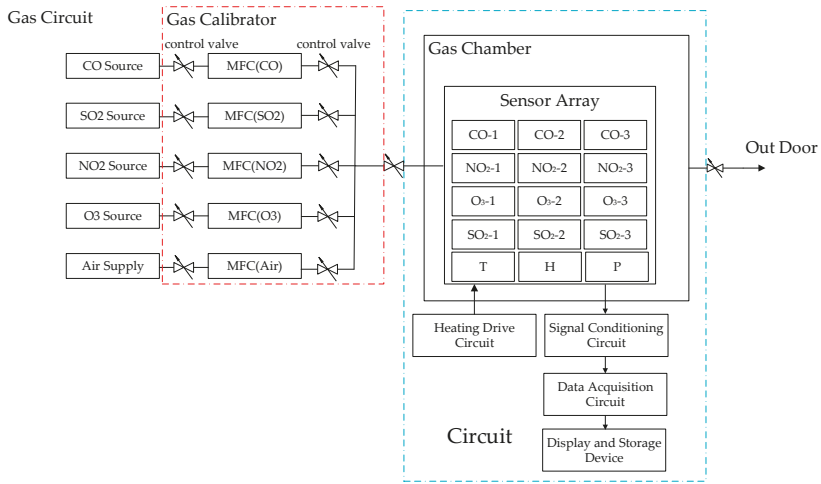 Gas Circuit
Gas Calibrator
control valve
control valve
CO Source
MFC(CO)
SO2 Source
MFC(SO2)
NO2 Source
MFC(NO2)
O3 Source
MFC(O3)
Air Supply
MFC(Air)
Gas Chamber
Sensor Array
CO-1 CO-2 CO-3
NO₂-1 NO₂-2 NO₂-3
O₃-1 O₃-2 O₃-3
SO₂-1 SO₂-2 SO₂-3
T H P
Out Door
Heating Drive
Circuit
Signal Conditioning
Circuit
Data Acquisition
Circuit
Circuit
Display and Storage
Device